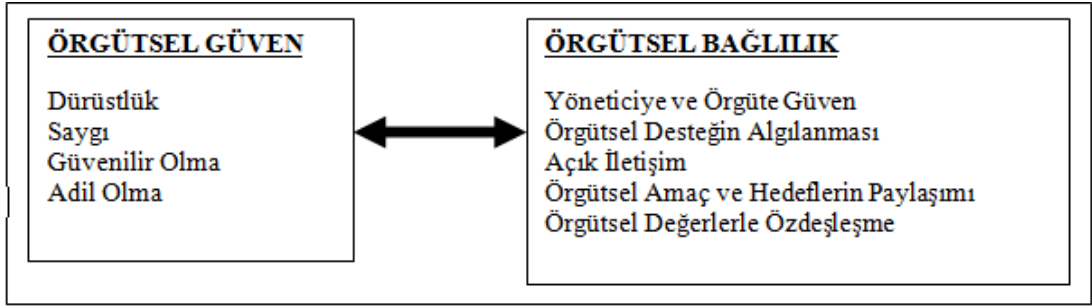 ÖRGÜTSEL GÜVEN
Dürüstlük
Saygı
Güvenilir Olma
Adil Olma
ÖRGÜTSEL BAĞLILIK
Yöneticiye ve Örgüte Güven
Örgütsel Desteğin Algılanması
Açık İletişim
Örgütsel Amaç ve Hedeflerin Paylaşımı
Örgütsel Değerlerle Özdeşleşme